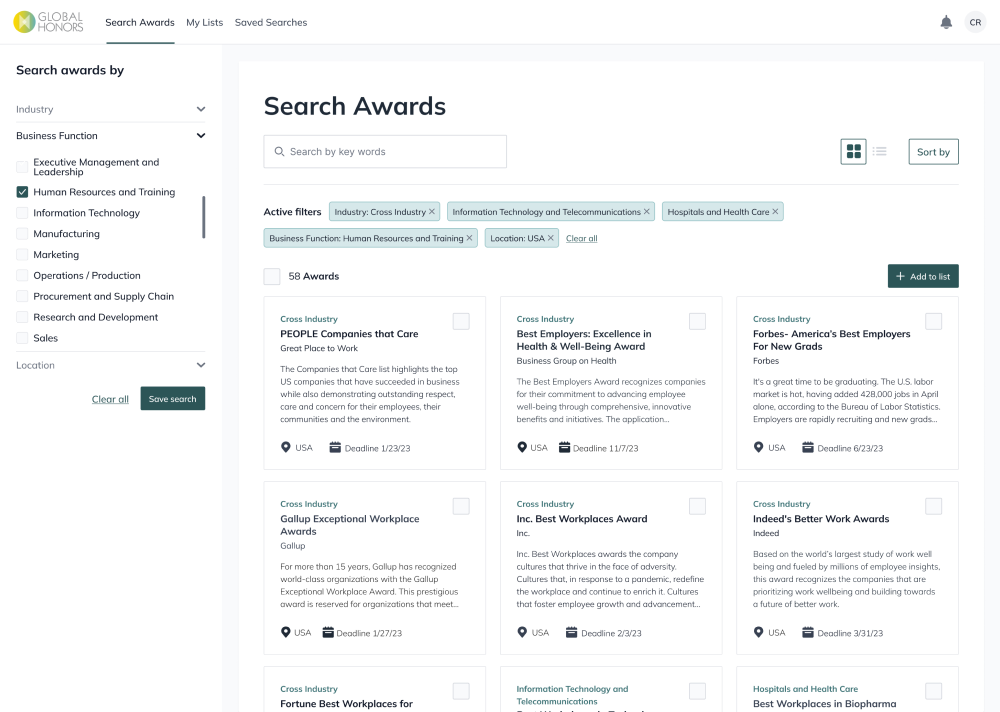 GLOBAL
HONORS
Search Awards My Lists Saved Searches
CR
Search awards by
Industry
Business Function
Executive Management and
Leadership
Human Resources and Training
Information Technology
Manufacturing
Marketing
Operations / Production
Procurement and Supply Chain
Research and Development
Sales
Location
Clear all Save search
Search Awards
Search by key words
Sort by
Active filters Industry: Cross Industry Information Technology and Telecommunications Hospitals and Health Care
Business Function: Human Resources and Training Location: USA Clear all
58 Awards
+ Add to list
Cross Industry
PEOPLE Companies that Care
Great Place to Work
The Companies that Care list highlights the top
US companies that have succeeded in business
while also demonstrating outstanding respect,
care and concern for their employees, their
communities and the environment.
USA Deadline 1/23/23
Cross Industry
Best Employers: Excellence in
Health & Well-Being Award
Business Group on Health
The Best Employers Award recognizes companies
for their commitment to advancing employee
well-being through comprehensive, innovative
benefits and initiatives. The application...
USA Deadline 11/7/23
Cross Industry
Forbes- America's Best Employers
For New Grads
Forbes
It's a great time to be graduating. The U.S. labor
market is hot, having added 428,000 jobs in April
alone, according to the Bureau of Labor Statistics.
Employers are rapidly recruiting and new grads...
USA Deadline 6/23/23
Cross Industry
Gallup Exceptional Workplace
Awards
Gallup
For more than 15 years, Gallup has recognized
world-class organizations with the Gallup
Exceptional Workplace Award. This prestigious
award is reserved for organizations that meet...
USA Deadline 1/27/23
Cross Industry
Inc. Best Workplaces Award
Inc.
Inc. Best Workplaces awards the company
cultures that thrive in the face of adversity.
Cultures that, in response to a pandemic, redefine
the workplace and continue to enrich it. Cultures
that foster employee growth and advancement...
USA Deadline 2/3/23
Cross Industry
Indeed's Better Work Awards
Indeed
Based on the world's largest study of work well
being and fueled by millions of employee insights,
this award recognizes the companies that are
prioritizing work wellbeing and building towards
a future of better work.
USA Deadline 3/31/23
Cross Industry
Fortune Best Workplaces for
Information Technology and
Telecommunications
Hospitals and Health Care
Best Workplaces in Biopharma